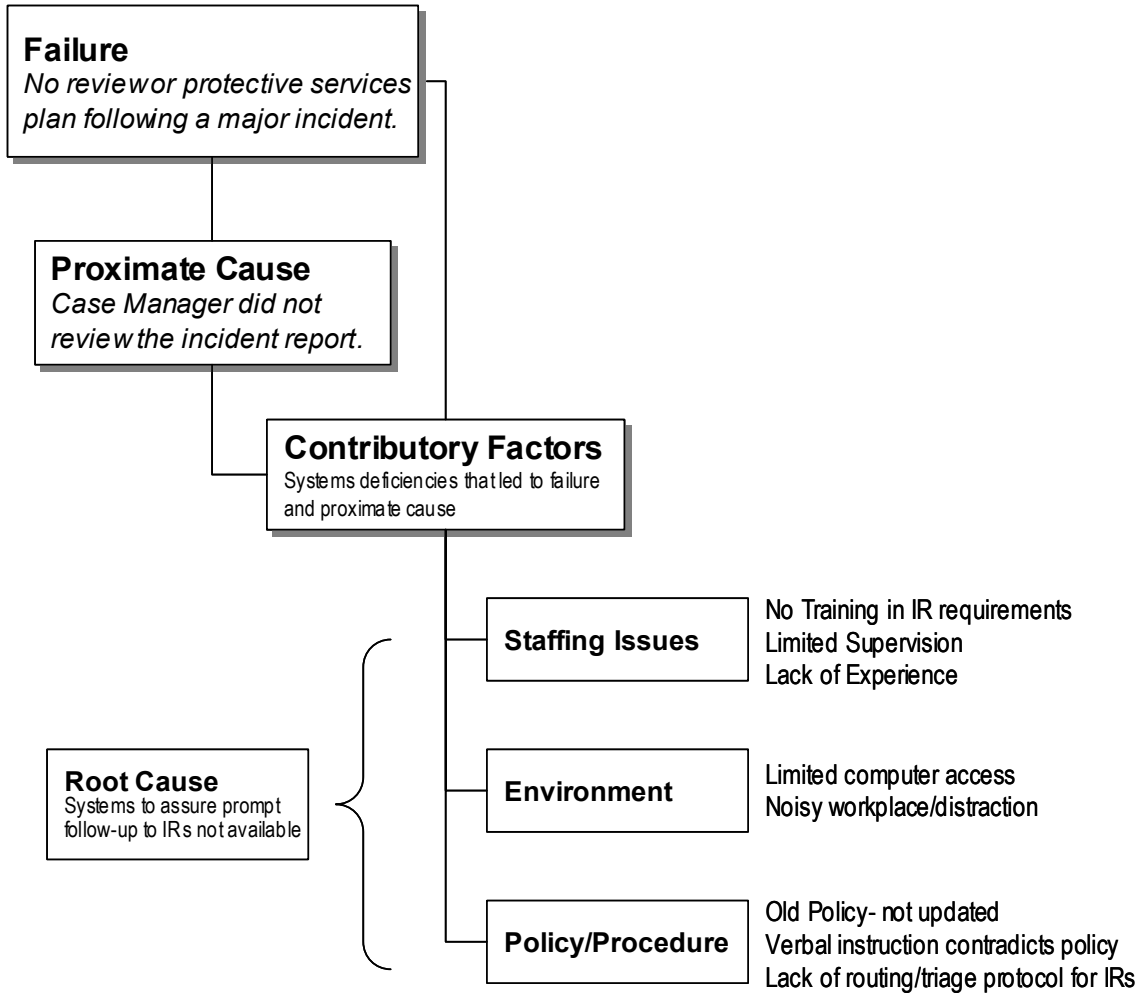 Failure
No review or protective services
plan following a major incident.
Proximate Cause
Case Manager did not
review the incident report.
Contributory Factors
Systems deficiencies that led to failure
and proximate cause
Staffing Issues
No Training in IR requirements
Limited Supervision
Lack of Experience
Root Cause
Systems to assure prompt
follow-up to IRs not available
Environment
Limited computer access
Noisy workplace/distraction
Policy/Procedure
Old Policy- not updated
Verbal instruction contradicts policy
Lack of routing/triage protocol for IRs